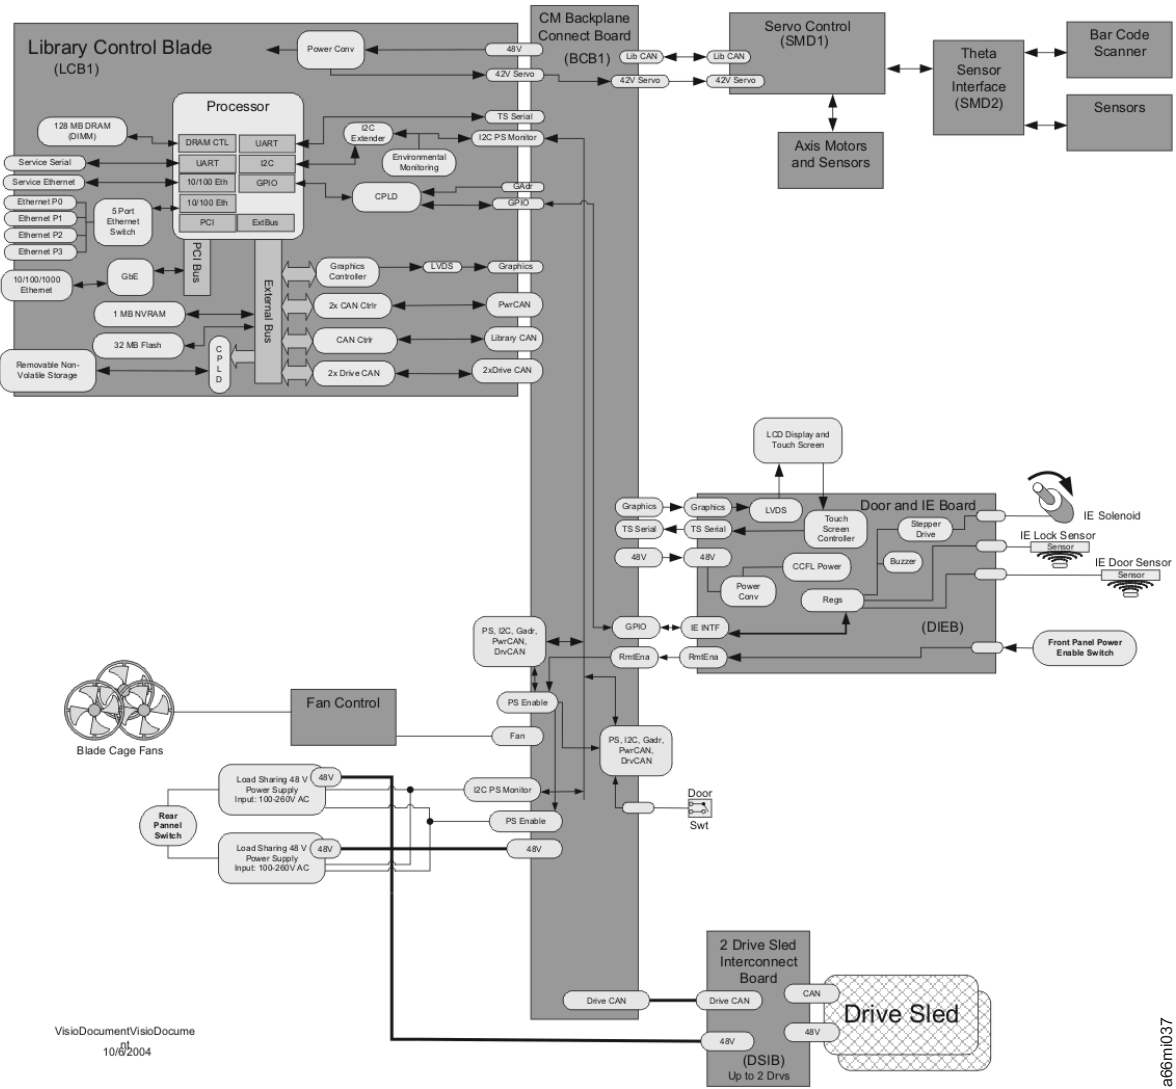 Library Control Blade
(LCB1)
Power Conv
48V
42V Servo
CM Backplane
Connect Board
(BCB1)
Lib CAN
Lib CAN
42V Servo
42V Servo
Servo Control
(SMD1)
Theta
Sensor
Interface
(SMD2)
Bar Code
Scanner
Sensors
Axis Motors
and Sensors
Processor
128 MB DRAM
(DIMM)
DRAM CTL
UART
UART
I2C
10/100 Eth
GPIO
10/100 Eth
PCI
ExtBus
Service Serial
Service Ethernet
Ethernet P0
Ethernet P1
Ethernet P2
Ethernet P3
5 Port
Ethernet
Switch
10/100/1000
Ethernet
GbE
PCI Bus
External Bus
I2C
Extender
Environmental
Monitoring
CPLD
TS Serial
I2C PS Monitor
GAdr
GPIO
Graphics
Controller
LVDS
Graphics
2x CAN Ctrlr
PwrCAN
CAN Ctrlr
Library CAN
2x Drive CAN
2xDrive CAN
1 MB NVRAM
32 MB Flash
Removable Non-
Volatile Storage
C
P
L
D
LCD Display and
Touch Screen
Door and IE Board
Graphics
Graphics
LVDS
TS Serial
TS Serial
Touch
Screen
Controller
Stepper
Drive
48V
48V
CCFL Power
Buzzer
Power
Conv
Regs
GPIO
IE INTF
(DIEB)
RmtEna
RmtEna
IE Solenoid
IE Lock Sensor
Sensor
IE Door Sensor
Sensor
Front Panel Power
Enable Switch
PS, I2C, Gadr,
PwrCAN,
DrvCAN
PS Enable
Fan
Fan Control
Blade Cage Fans
PS, I2C, Gadr,
PwrCAN,
DrvCAN
Door
Swt
Load Sharing 48 V
Power Supply
Input: 100-260V AC
48V
I2C PS Monitor
Rear
Pannel
Switch
PS Enable
Load Sharing 48 V
Power Supply
Input: 100-260V AC
48V
48V
2 Drive Sled
Interconnect
Board
Drive CAN
Drive CAN
CAN
48V
48V
(DSIB)
Up to 2 Drvs
Drive Sled
VisioDocumentVisioDocume
nt
10/6/2004
a66mi037